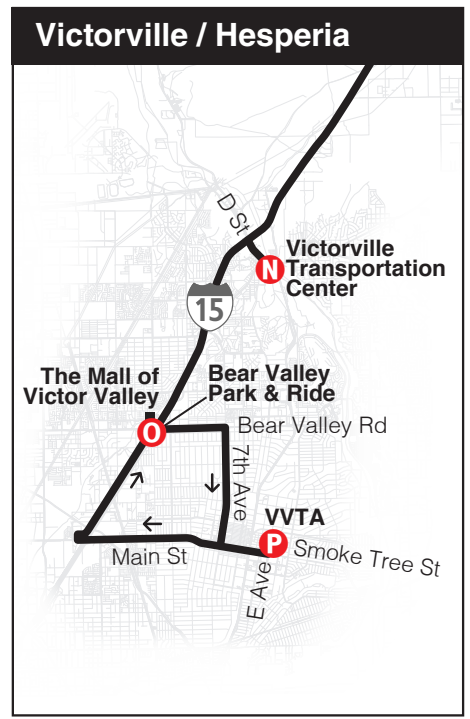 Victorville / Hesperia
D St
N
Victorville
Transportation
Center
15
The Mall of
Victor Valley
Bear Valley
Park & Ride
O
Bear Valley Rd
7th Ave
VVTA
P
Smoke Tree St
Main St
E Ave